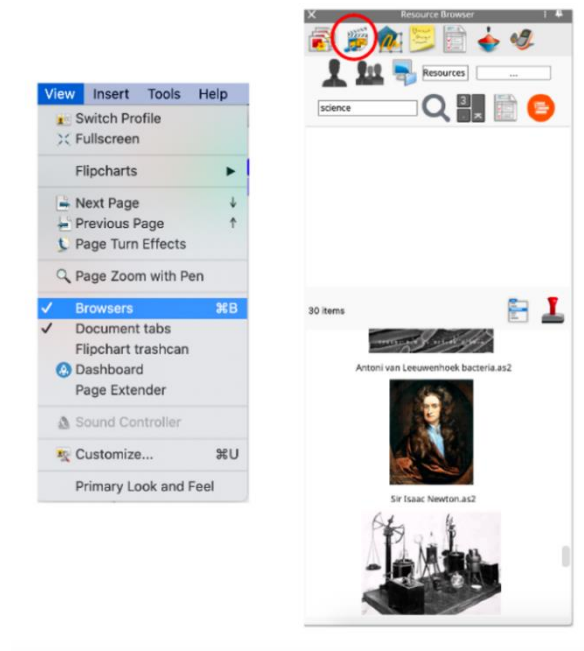 View Insert Tools Help
Switch Profile
Fullscreen
Flipcharts
Next Page ↓
Previous Page ↑
Page Turn Effects
Page Zoom with Pen
✓ Browsers ⌘B
✓ Document tabs
Flipchart trashcan
Dashboard
Page Extender
Sound Controller
Customize... ⌘U
Primary Look and Feel
Resource Browser
Resources ...
science
30 items
Antoni van Leeuwenhoek bacteria.as2
Sir Isaac Newton.as2